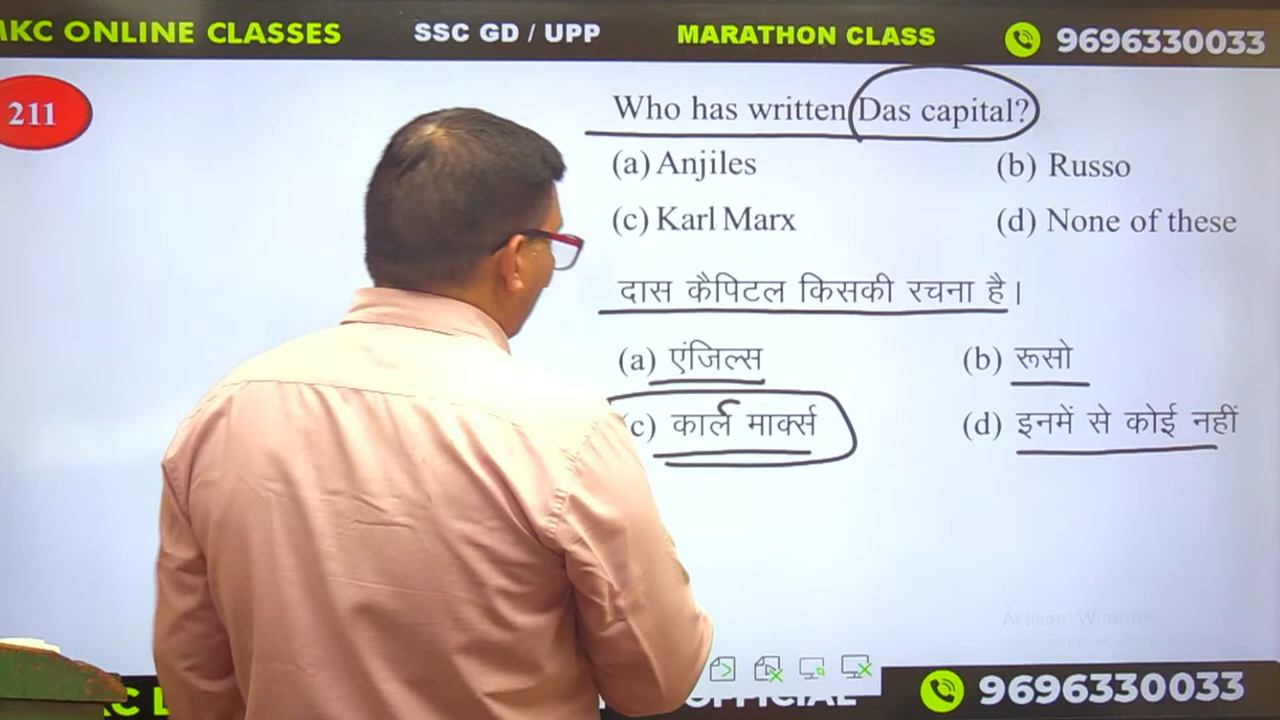 KC ONLINE CLASSES SSC GD / UPP MARATHON CLASS 9696330033
211
Who has written Das capital?
(a) Anjiles (b) Russo
(c) Karl Marx (d) None of these
दास कैपिटल किसकी रचना है।
(a) एंजिल्स (b) रूसो
c) कार्ल मार्क्स (d) इनमें से कोई नहीं
OFFICIAL 9696330033